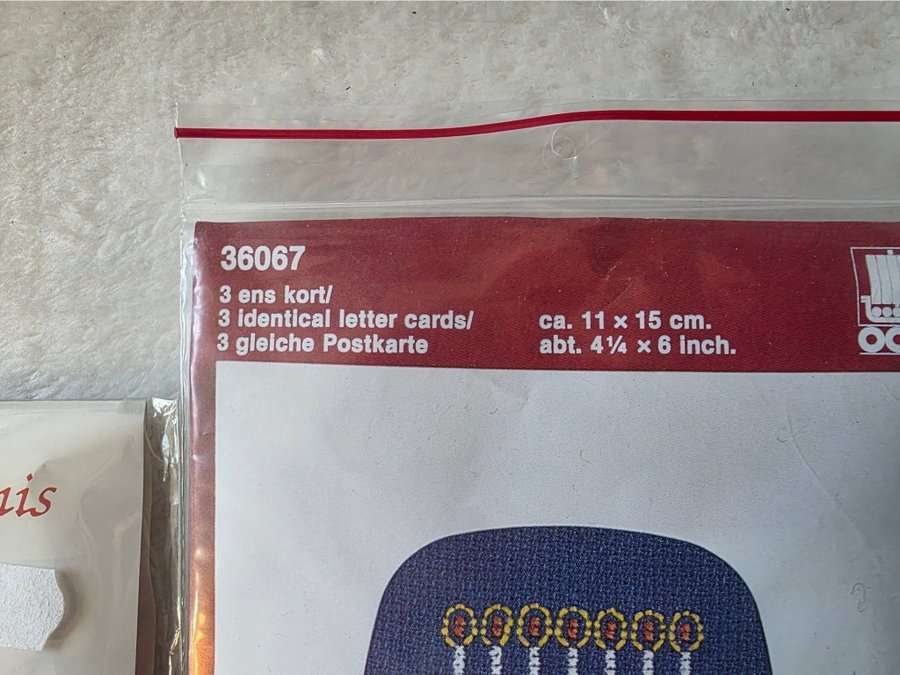 36067
3 ens kort/
3 identical letter cards/
3 gleiche Postkarte
ca. 11 × 15 cm.
abt. 4¼ × 6 inch.